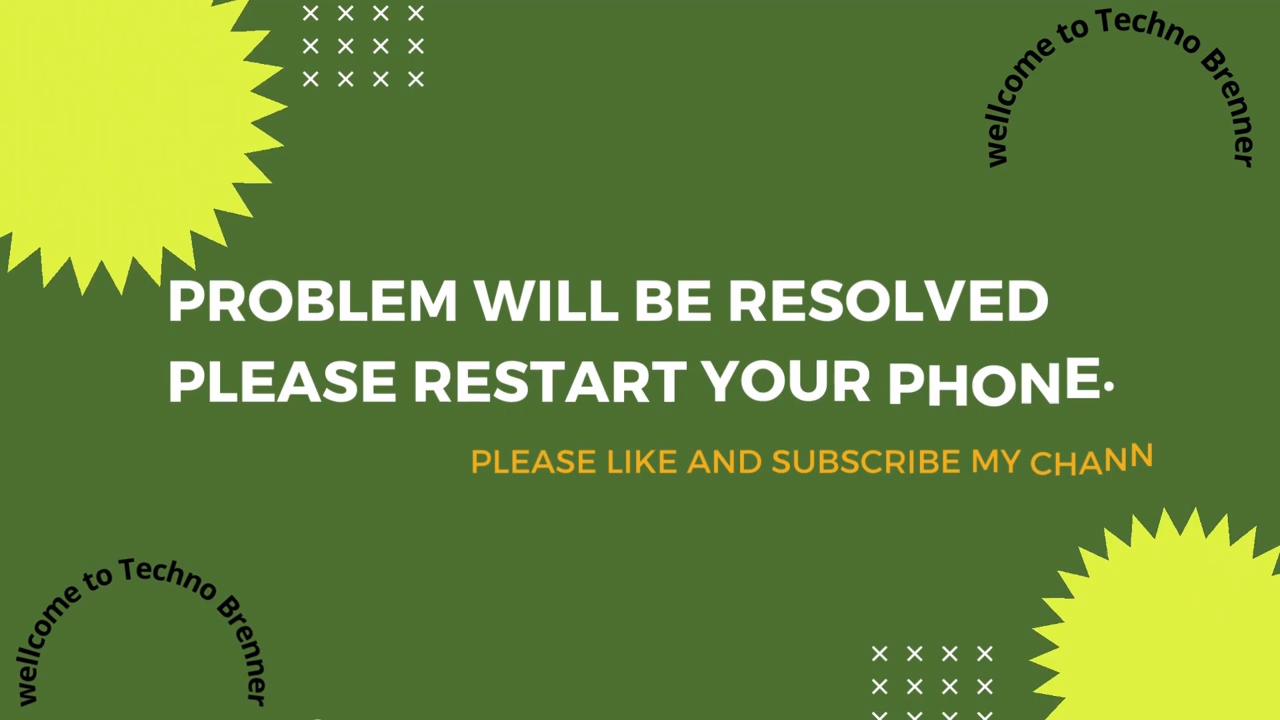 wellcome to Techno Brenner
PROBLEM WILL BE RESOLVED
PLEASE RESTART YOUR PHONE.
PLEASE LIKE AND SUBSCRIBE MY CHANN
wellcome to Techno Brenner